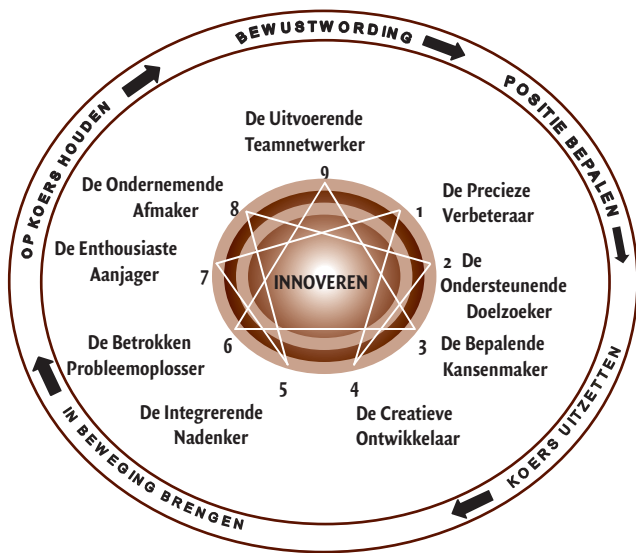 BEWUSTWORDING
POSITIE BEPALEN
KOERS UITZETTEN
IN BEWEGING BRENGEN
OP KOERS HOUDEN
De Uitvoerende
Teamnetwerker
9
De Precieze
Verbeteraar
1
2 De
Ondersteunende
Doelzoeker
3
De Bepalende
Kansenmaker
4
De Creatieve
Ontwikkelaar
5
De Integrerende
Nadenker
6
De Betrokken
Probleemoplosser
7
De Enthousiaste
Aanjager
8
De Ondernemende
Afmaker
INNOVEREN